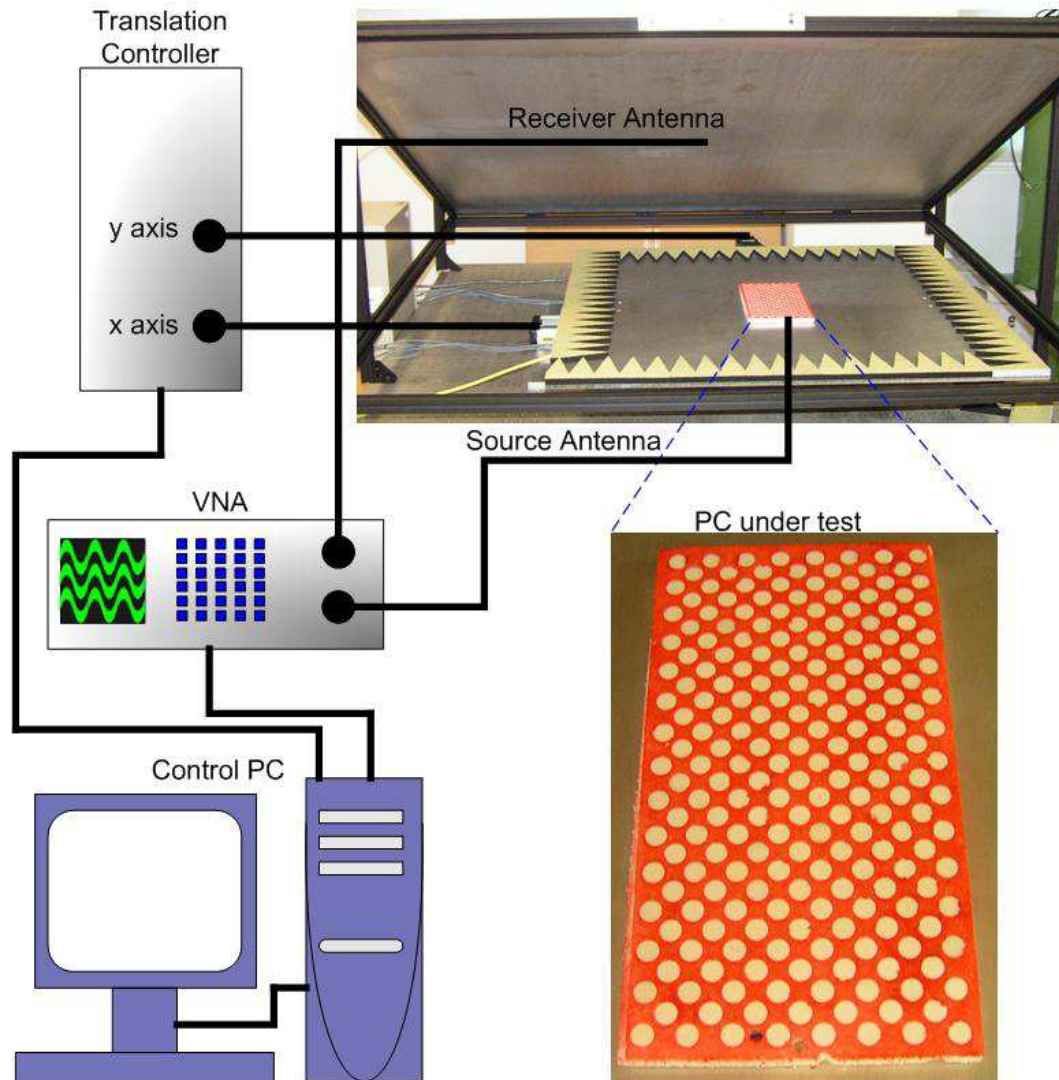 Translation
Controller
Receiver Antenna
y axis
x axis
Source Antenna
VNA
PC under test
Control PC